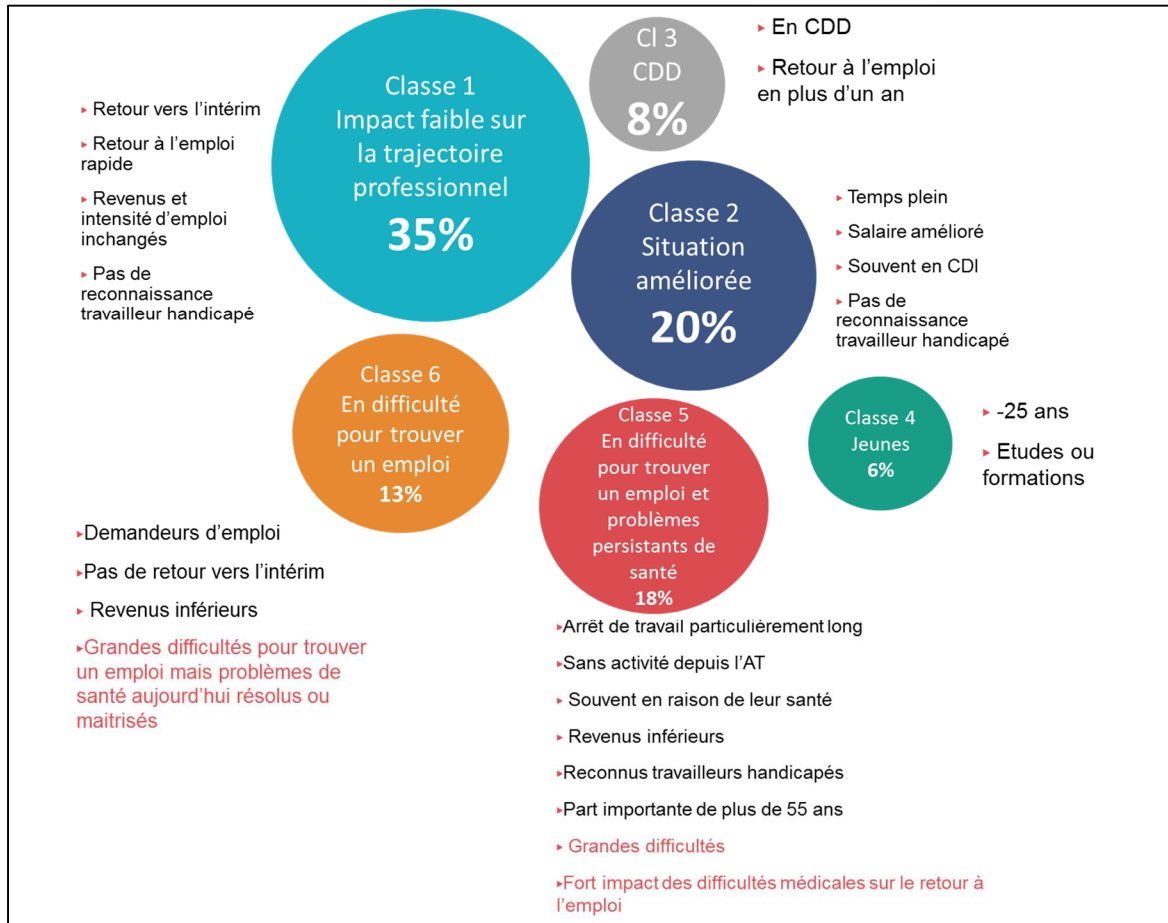 Classe 1
Impact faible sur
la trajectoire
professionnel
35%
▸ Retour vers l’intérim
▸ Retour à l’emploi
rapide
▸ Revenus et
intensité d’emploi
inchangés
▸ Pas de
reconnaissance
travailleur handicapé
Cl 3
CDD
8%
▸ En CDD
▸ Retour à l’emploi
en plus d’un an
Classe 2
Situation
améliorée
20%
▸ Temps plein
▸ Salaire amélioré
▸ Souvent en CDI
▸ Pas de
reconnaissance
travailleur handicapé
Classe 6
En difficulté
pour trouver
un emploi
13%
▸Demandeurs d’emploi
▸Pas de retour vers l’intérim
▸ Revenus inférieurs
▸Grandes difficultés pour trouver
un emploi mais problèmes de
santé aujourd’hui résolus ou
maitrisés
Classe 5
En difficulté
pour trouver
un emploi et
problèmes
persistants de
santé
18%
▸Arrêt de travail particulièrement long
▸Sans activité depuis l’AT
▸ Souvent en raison de leur santé
▸ Revenus inférieurs
▸Reconnus travailleurs handicapés
▸Part importante de plus de 55 ans
▸ Grandes difficultés
▸Fort impact des difficultés médicales sur le retour à
l’emploi
Classe 4
Jeunes
6%
▸ -25 ans
▸ Etudes ou
formations